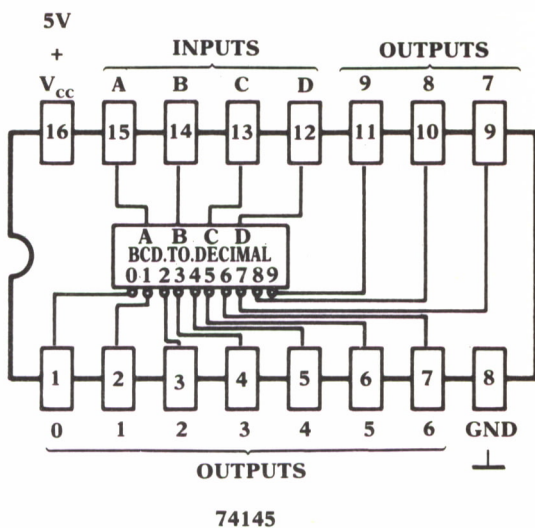 5V
+
INPUTS OUTPUTS
Vcc A B C D 9 8 7
16 15 14 13 12 11 10 9
A B C D
BCD.TO.DECIMAL
0 1 2 3 4 5 6 7 8 9
1 2 3 4 5 6 7 8
0 1 2 3 4 5 6 GND
OUTPUTS
74145